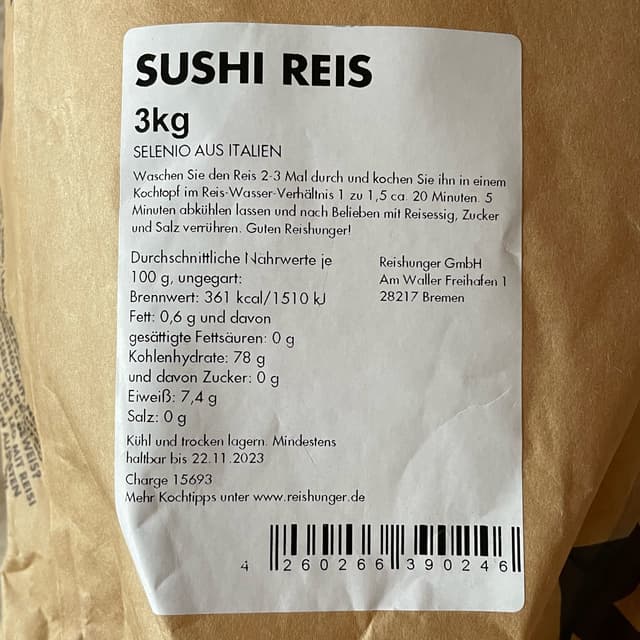 SUSHI REIS
3kg
SELENIO AUS ITALIEN
Waschen Sie den Reis 2-3 Mal durch und kochen Sie ihn in einem
Kochtopf im Reis-Wasser-Verhältnis 1 zu 1,5 ca. 20 Minuten. 5
Minuten abkühlen lassen und nach Belieben mit Reisessig, Zucker
und Salz verrühren. Guten Reishunger!
Durchschnittliche Nährwerte je
100 g, ungegart:
Brennwert: 361 kcal/1510 kJ
Fett: 0,6 g und davon
gesättigte Fettsäuren: 0 g
Kohlenhydrate: 78 g
und davon Zucker: 0 g
Eiweiß: 7,4 g
Salz: 0 g
Reishunger GmbH
Am Waller Freihafen 1
28217 Bremen
Kühl und trocken lagern. Mindestens
haltbar bis 22.11.2023
Charge 15693
Mehr Kochtipps unter www.reishunger.de
4 260266 390246